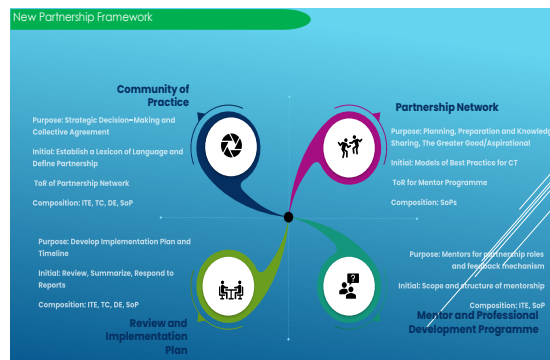 New Partnership Framework
Community of
Practice
Purpose: Strategic Decision-Making and
Collective Agreement
Initial: Establish a Lexicon of Language and
Define Partnership
ToR of Partnership Network
Composition: ITE, TC, DE, SoP
Partnership Network
Purpose: Planning, Preparation and Knowledg
Sharing, The Greater Good/Aspirational
Initial: Models of Best Practice for CT
ToR for Mentor Programme
Composition: SoPs
Purpose: Develop Implementation Plan and
Timeline
Initial: Review, Summarize, Respond to
Reports
Composition: ITE, TC, DE, SoP
Review and
Implementation
Plan
Purpose: Mentors for partnership roles
and feedback mechanism
Initial: Scope and structure of mentorship
Composition: ITE, SoP
Mentor and Professional
Development Programme